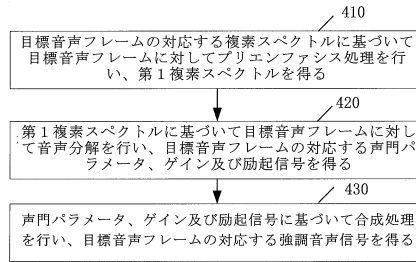 410
目標音声フレームの対応する複素スペクトルに基づいて
目標音声フレームに対してプリエンファシス処理を行
い、第１複素スペクトルを得る
420
第１複素スペクトルに基づいて目標音声フレームに対し
て音声分解を行い、目標音声フレームの対応する声門パ
ラメータ、ゲイン及び励起信号を得る
430
声門パラメータ、ゲイン及び励起信号に基づいて合成処理
を行い、目標音声フレームの対応する強調音声信号を得る